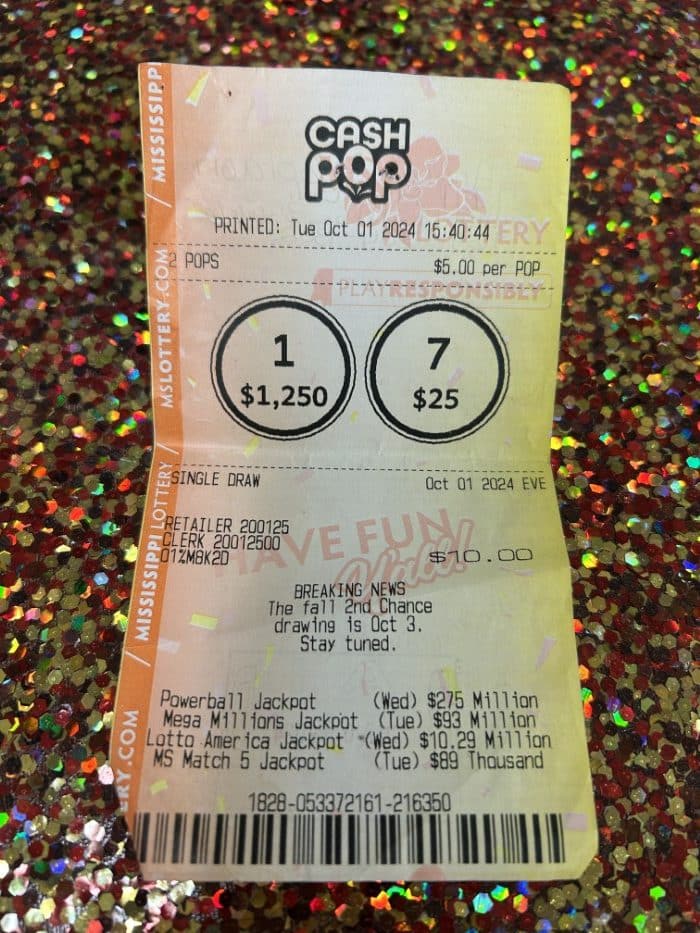 CASH
POP
PRINTED: Tue Oct 01 2024 15:40:44
LOTTERY
2 POPS $5.00 per POP
PLAY RESPONSIBLY
1 7
$1,250 $25
SINGLE DRAW Oct 01 2024 EVE
RETAILER 200125
CLERK 20012500
01%M8K2D $10.00
HAVE FUN
Y'all!
BREAKING NEWS
The fall 2nd Chance
drawing is Oct 3.
Stay tuned.
Powerball Jackpot (Wed) $275 Million
Mega Millions Jackpot (Tue) $93 Million
Lotto America Jackpot *(Wed) $10.29 Million
MS Match 5 Jackpot (Tue) $89 Thousand
1828-053372161-216350
/ MISSISSIPPI
MSLOTTERY.COM
/ MISSISSIPPI LOTTERY /
RY.COM